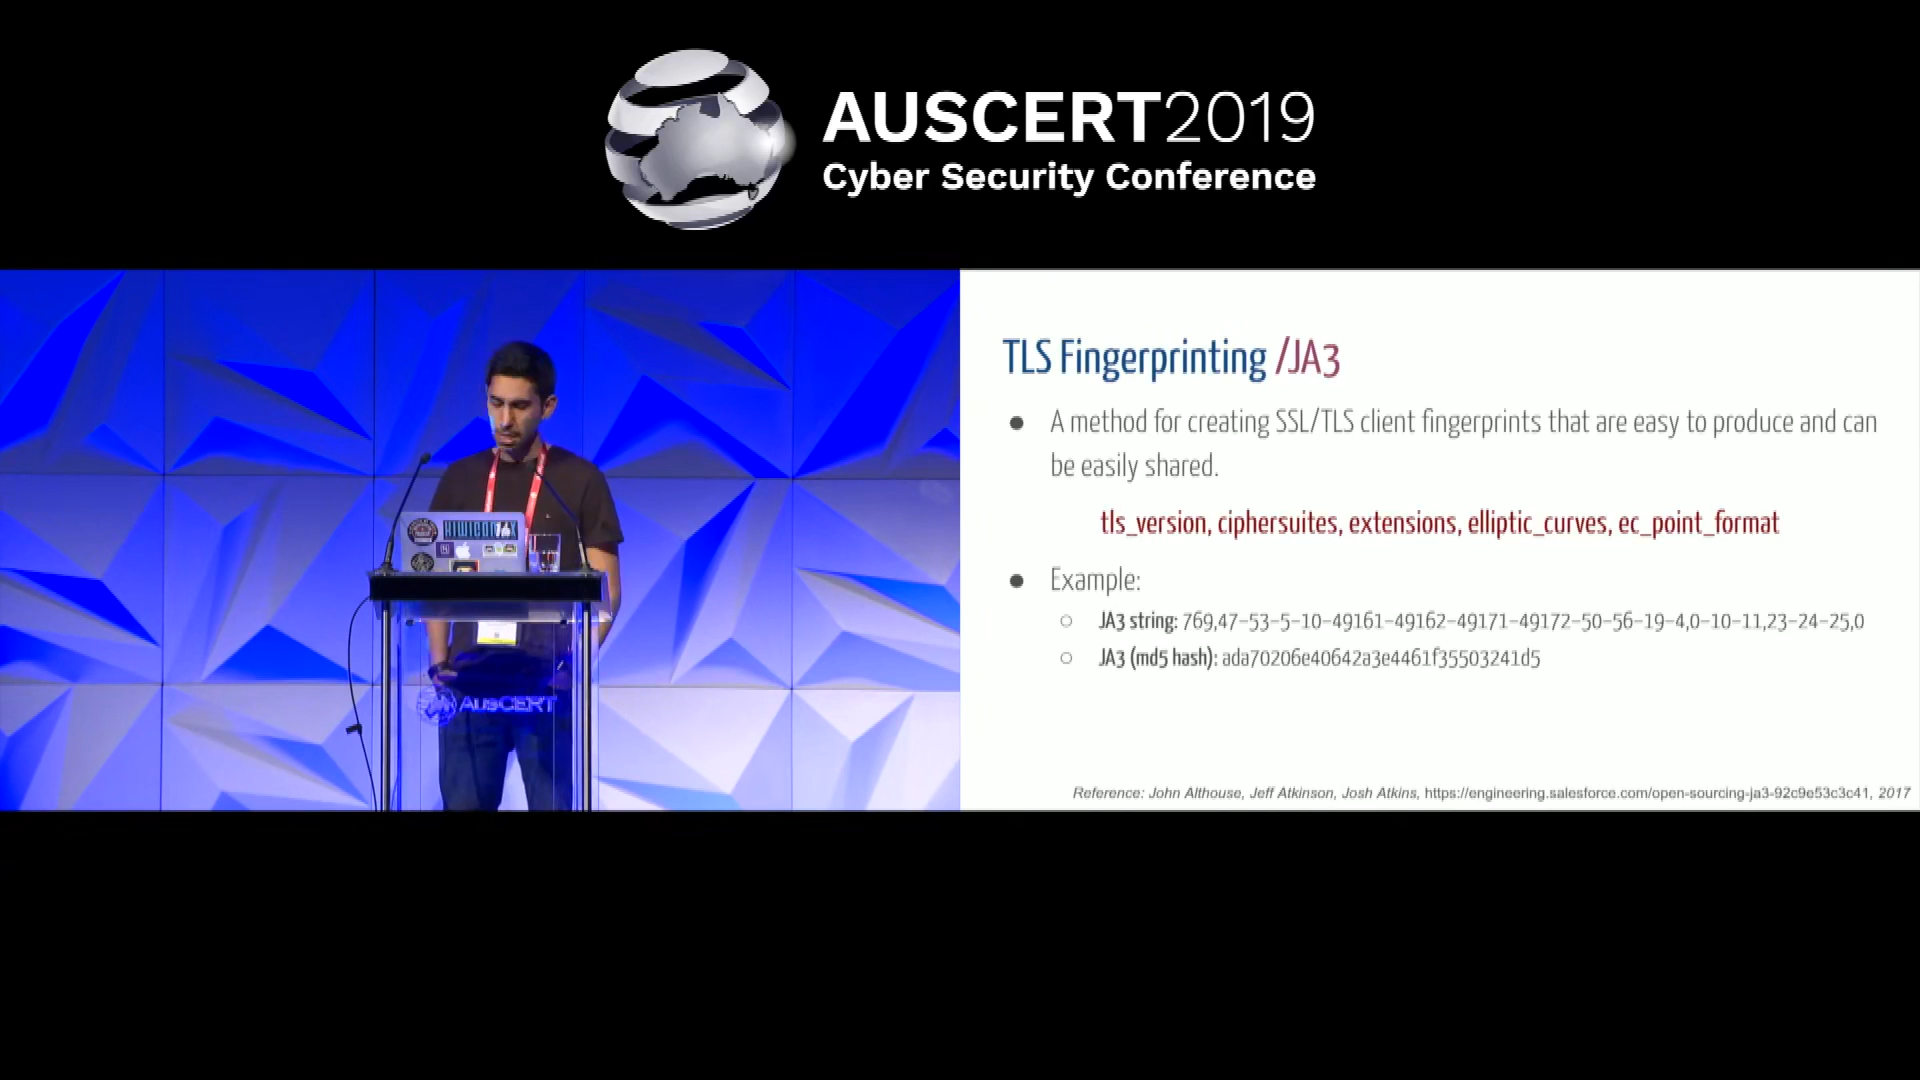 AUSCERT2019
Cyber Security Conference
TLS Fingerprinting /JA3
● A method for creating SSL/TLS client fingerprints that are easy to produce and can
be easily shared.
tls_version, ciphersuites, extensions, elliptic_curves, ec_point_format
● Example:
○ JA3 string: 769,47–53–5–10–49161–49162–49171–49172–50–56–19–4,0–10–11,23–24–25,0
○ JA3 (md5 hash): ada70206e40642a3e4461f35503241d5
Reference: John Althouse, Jeff Atkinson, Josh Atkins, https://engineering.salesforce.com/open-sourcing-ja3-92c9e53c3c41, 2017
AUSCERT